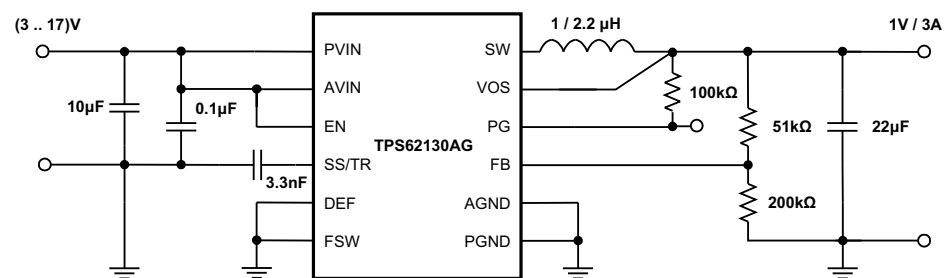 (3 .. 17)V
1 / 2.2 µH
1V / 3A
PVIN
SW
AVIN
VOS
10µF
0.1µF
100kΩ
EN
PG
51kΩ
22µF
TPS62130AG
SS/TR
FB
3.3nF
DEF
AGND
200kΩ
FSW
PGND